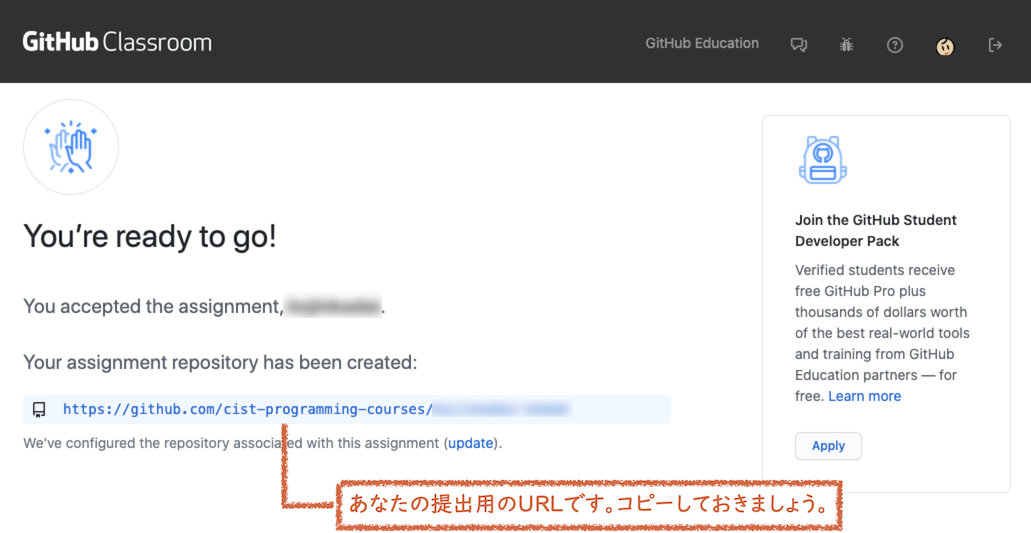 GitHub Classroom
GitHub Education
You’re ready to go!
You accepted the assignment, .
Your assignment repository has been created:
https://github.com/cist-programming-courses/
We've configured the repository associated with this assignment (update).
Join the GitHub Student
Developer Pack
Verified students receive
free GitHub Pro plus
thousands of dollars worth
of the best real-world tools
and training from GitHub
Education partners — for
free. Learn more
Apply
あなたの提出用のURLです。コピーしておきましょう。